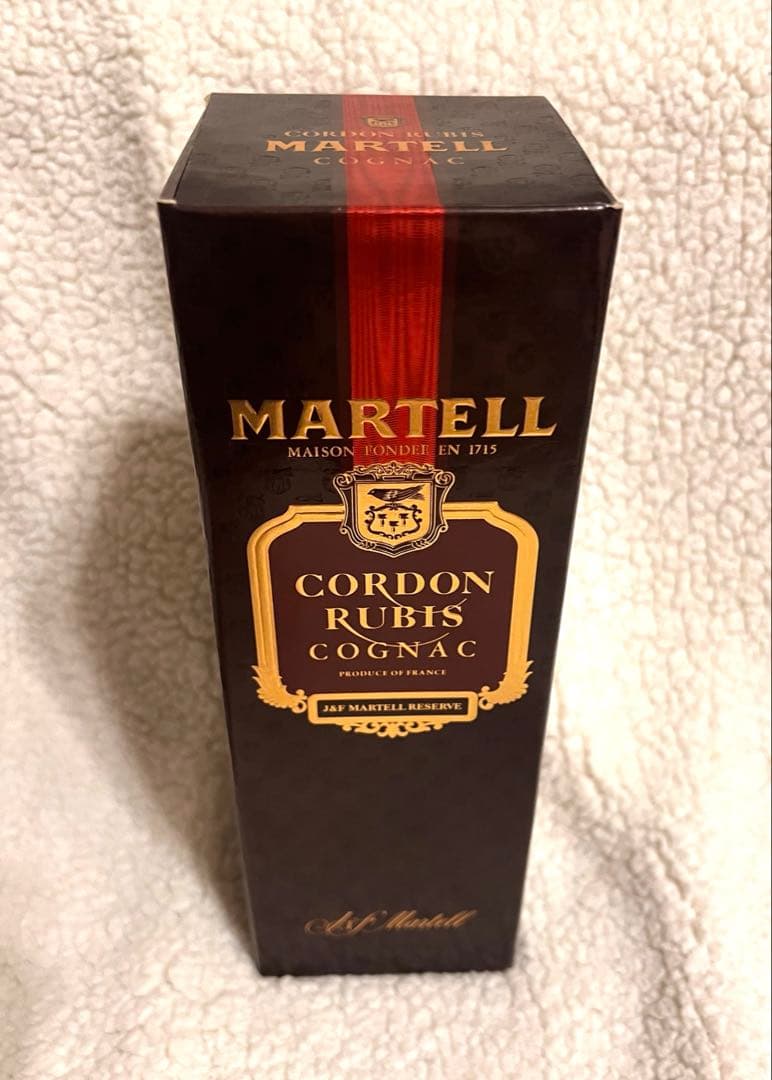 CORDON RUBIS
MARTELL
COGNAC
MARTELL
MAISON FONDEE EN 1715
CORDON
RUBIS
COGNAC
PRODUCE OF FRANCE
J&F MARTELL RESERVE
J&F Martell